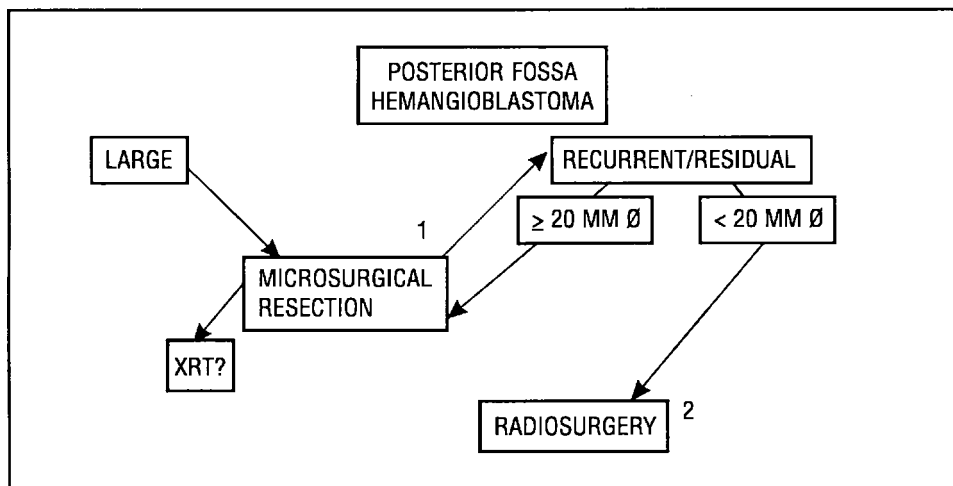 POSTERIOR FOSSA
HEMANGIOBLASTOMA
LARGE
RECURRENT/RESIDUAL
≥ 20 MM Ø
< 20 MM Ø
1
MICROSURGICAL
RESECTION
XRT?
RADIOSURGERY
2